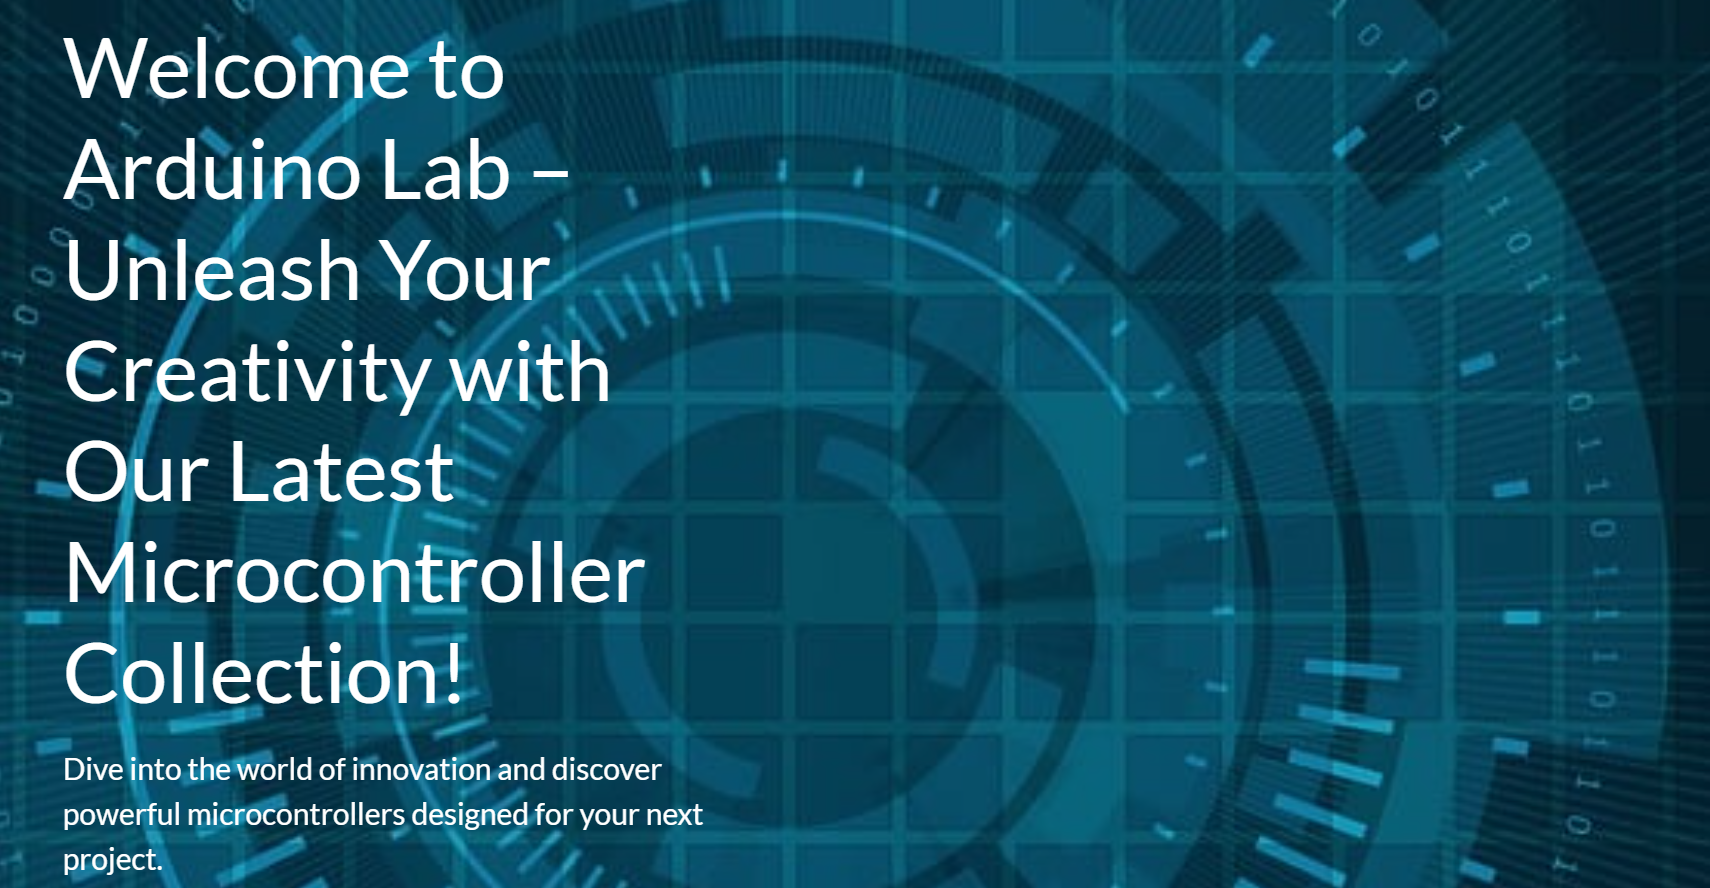 Welcome to
Arduino Lab –
Unleash Your
Creativity with
Our Latest
Microcontroller
Collection!
Dive into the world of innovation and discover
powerful microcontrollers designed for your next
project.